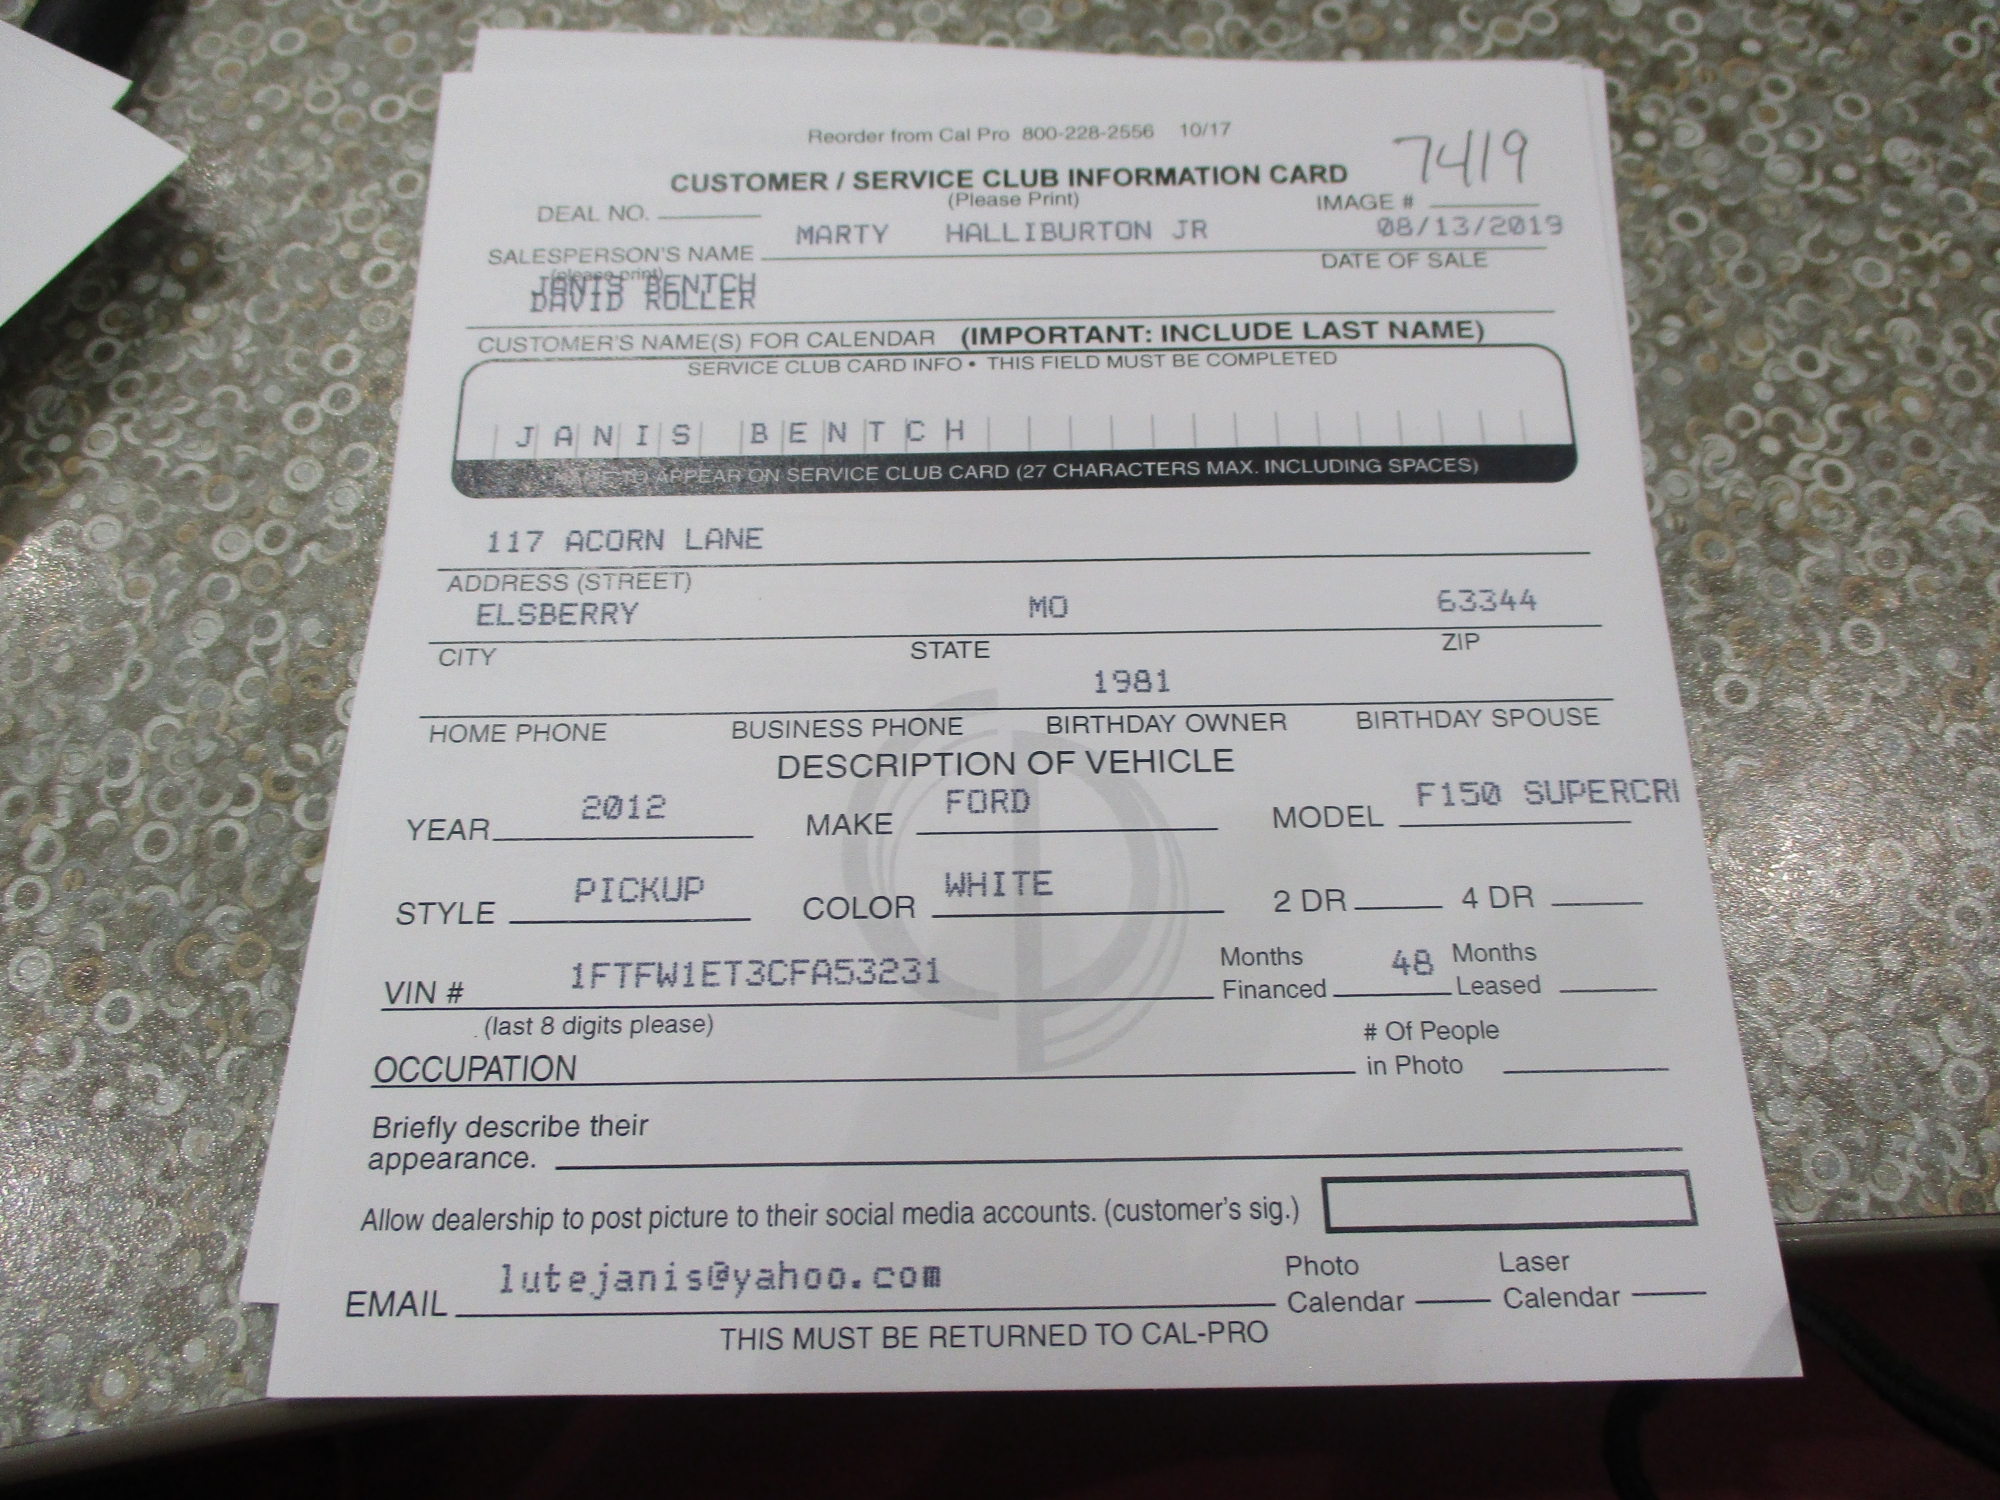 Reorder from Cal Pro 800-228-2556 10/17
7419
CUSTOMER / SERVICE CLUB INFORMATION CARD
(Please Print)
DEAL NO. IMAGE #
MARTY HALLIBURTON JR 08/13/2019
SALESPERSON'S NAME DATE OF SALE
(please print)
JANIS BENTCH
DAVID ROLLER
CUSTOMER'S NAME(S) FOR CALENDAR (IMPORTANT: INCLUDE LAST NAME)
SERVICE CLUB CARD INFO • THIS FIELD MUST BE COMPLETED
JANIS BENTCH
NAME TO APPEAR ON SERVICE CLUB CARD (27 CHARACTERS MAX. INCLUDING SPACES)
117 ACORN LANE
ADDRESS (STREET)
ELSBERRY MO 63344
CITY STATE ZIP
1981
HOME PHONE BUSINESS PHONE BIRTHDAY OWNER BIRTHDAY SPOUSE
DESCRIPTION OF VEHICLE
YEAR 2012 MAKE FORD MODEL F150 SUPERCRI
STYLE PICKUP COLOR WHITE 2 DR 4 DR
VIN # 1FTFW1ET3CFA53231 Months Financed 48 Months Leased
(last 8 digits please)
OCCUPATION # Of People in Photo
Briefly describe their
appearance.
Allow dealership to post picture to their social media accounts. (customer's sig.)
EMAIL lutejanis@yahoo.com Photo Calendar Laser Calendar
THIS MUST BE RETURNED TO CAL-PRO